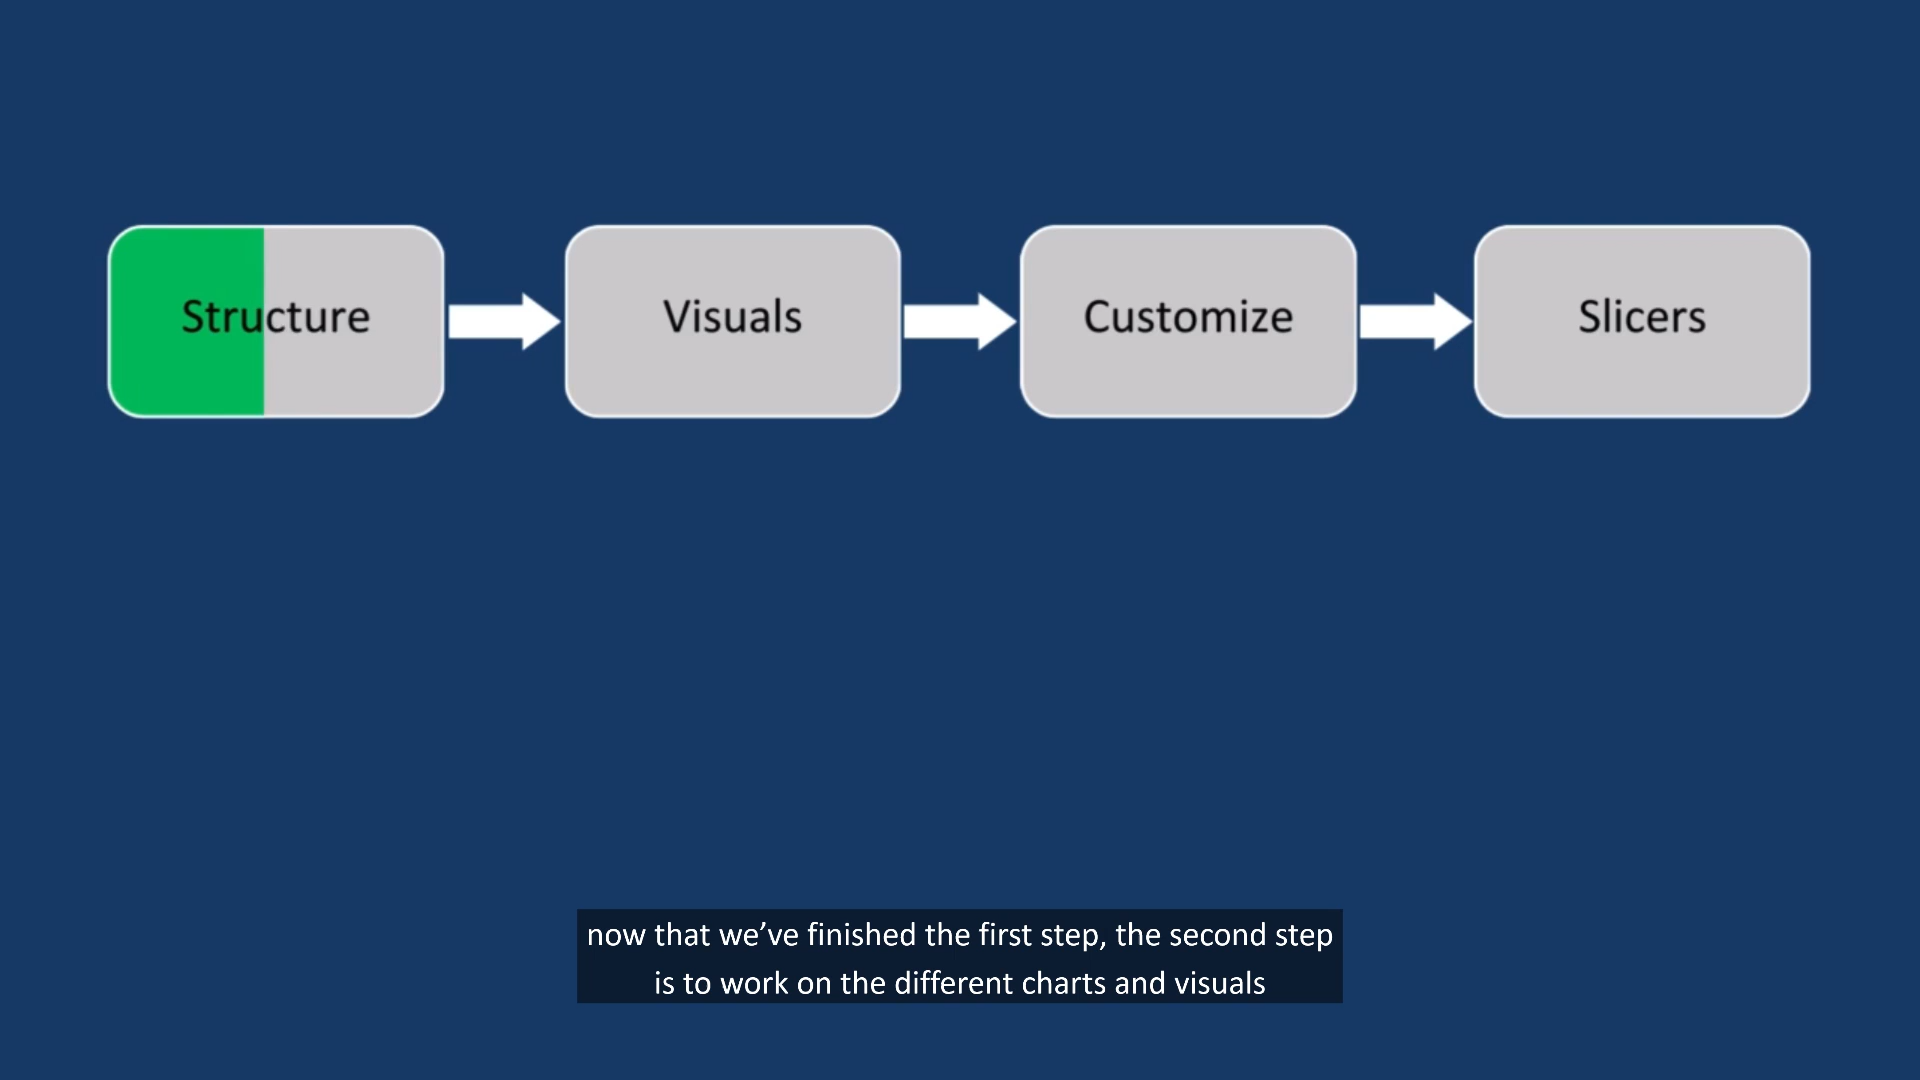 Structure
Visuals
Customize
Slicers
now that we’ve finished the first step, the second step
is to work on the different charts and visuals